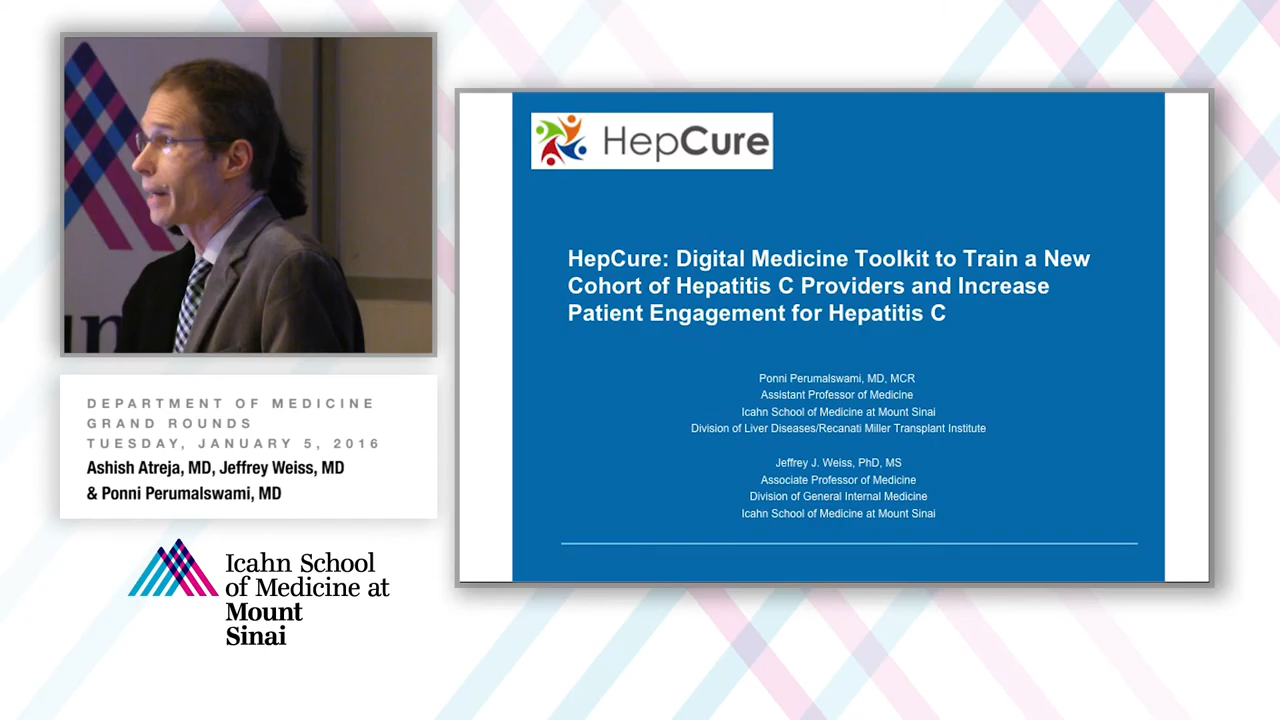 DEPARTMENT OF MEDICINE
GRAND ROUNDS
TUESDAY, JANUARY 5, 2016
Ashish Atreja, MD, Jeffrey Weiss, MD
& Ponni Perumalswami, MD
Icahn School
of Medicine at
Mount
Sinai
HepCure
HepCure: Digital Medicine Toolkit to Train a New
Cohort of Hepatitis C Providers and Increase
Patient Engagement for Hepatitis C
Ponni Perumalswami, MD, MCR
Assistant Professor of Medicine
Icahn School of Medicine at Mount Sinai
Division of Liver Diseases/Recanati Miller Transplant Institute
Jeffrey J. Weiss, PhD, MS
Associate Professor of Medicine
Division of General Internal Medicine
Icahn School of Medicine at Mount Sinai